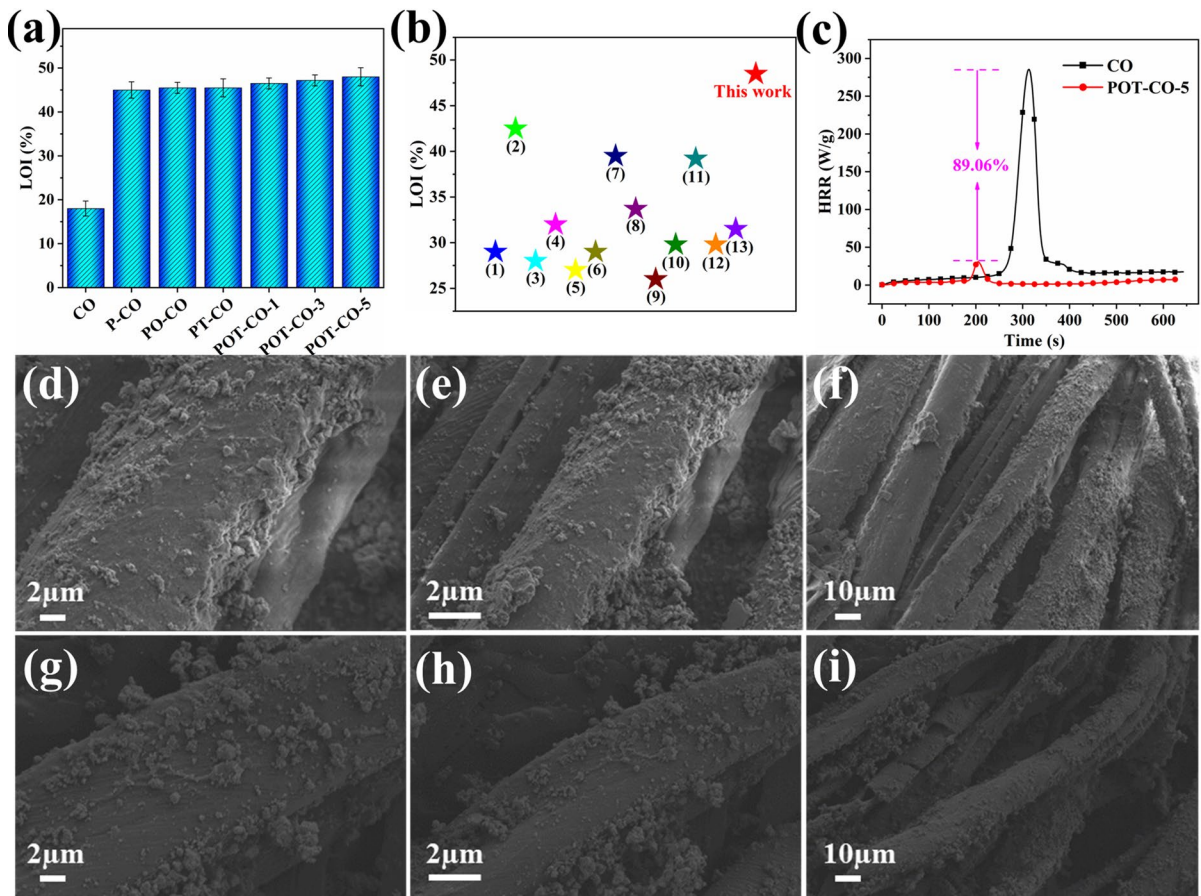 (a)
LOI (%)
60
50
40
30
20
10
0
CO
P-CO
PO-CO
PT-CO
POT-CO-1
POT-CO-3
POT-CO-5
(b)
LOI (%)
50
45
40
35
30
25
This work
(1)
(2)
(3)
(4)
(5)
(6)
(7)
(8)
(9)
(10)
(11)
(12)
(13)
(c)
HRR (W/g)
350
300
250
200
150
100
50
0
CO
POT-CO-5
89.06%
0 100 200 300 400 500 600
Time (s)
(d)
2μm
(e)
2μm
(f)
10μm
(g)
2μm
(h)
2μm
(i)
10μm